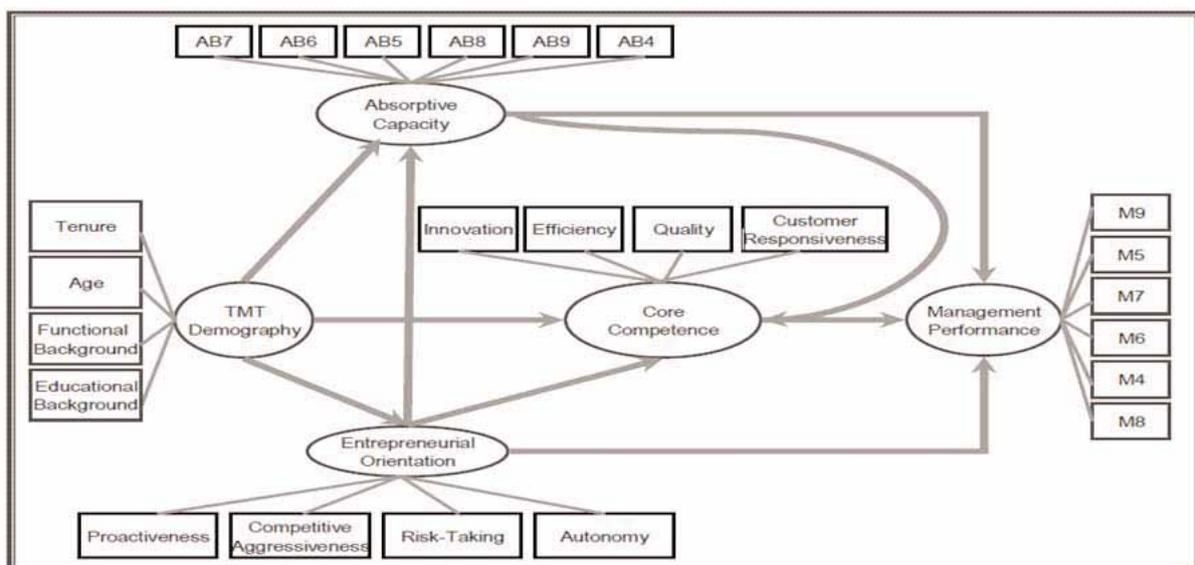 AB7
AB6
AB5
AB8
AB9
AB4
Absorptive
Capacity
Tenure
Age
Functional
Background
Educational
Background
TMT
Demography
Innovation
Efficiency
Quality
Customer
Responsiveness
Core
Competence
Management
Performance
M9
M5
M7
M6
M4
M8
Entrepreneurial
Orientation
Proactiveness
Competitive
Aggressiveness
Risk-Taking
Autonomy